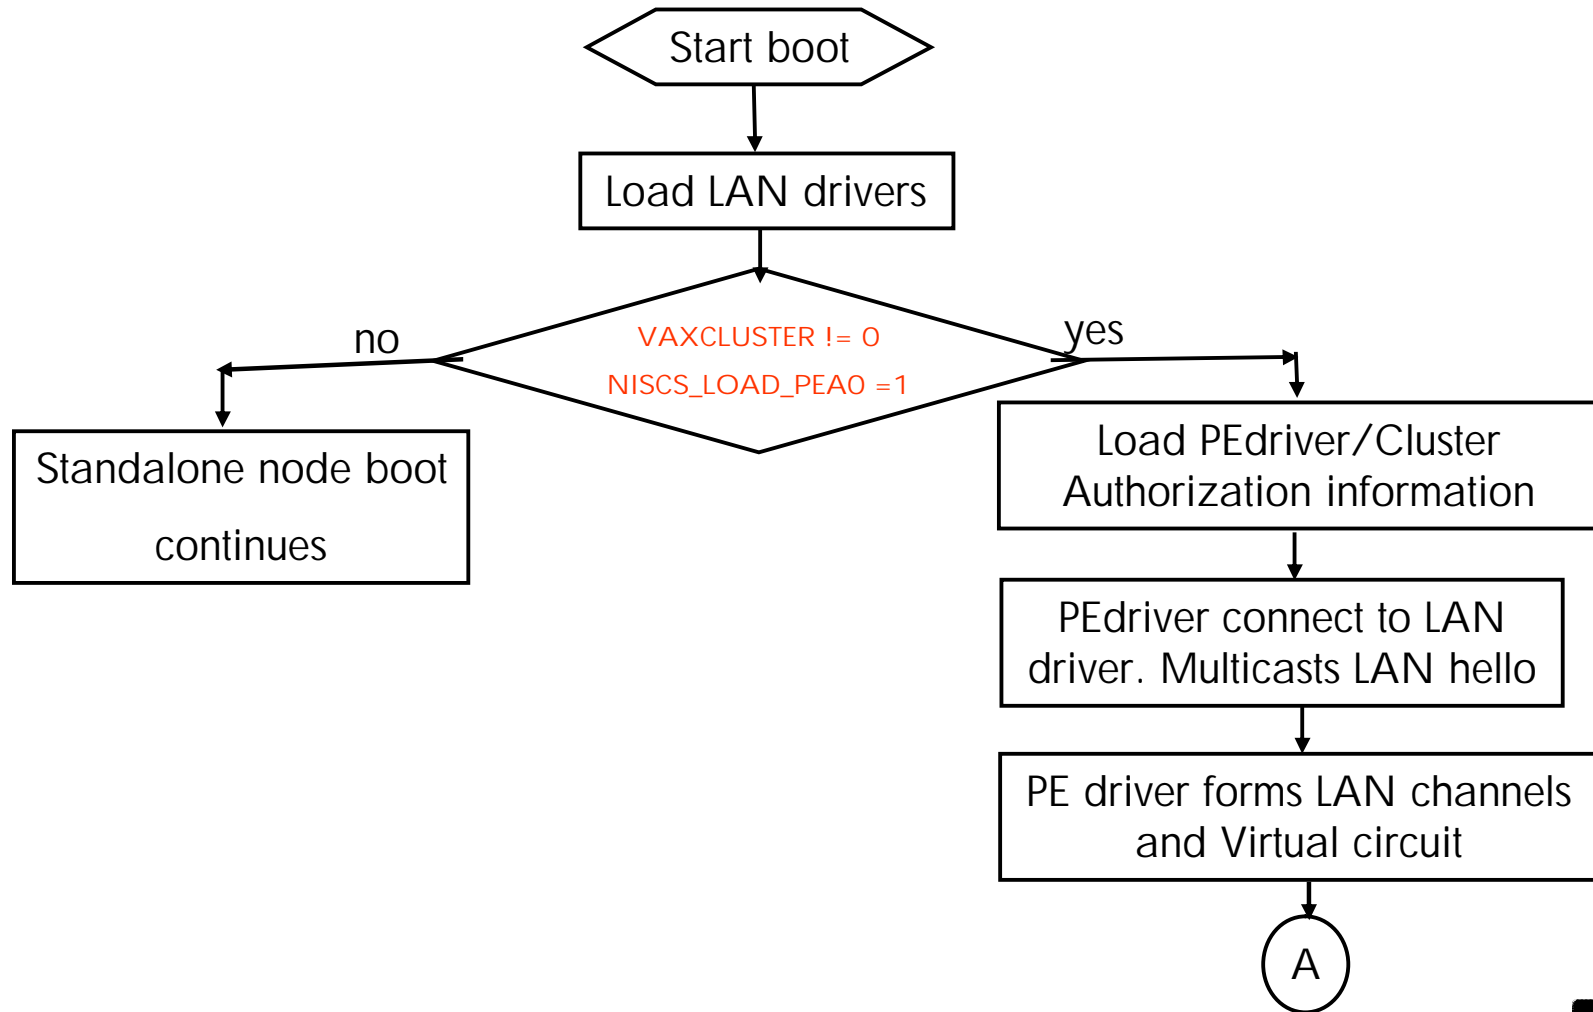 Start boot
Load LAN drivers
no
VAXCLUSTER != 0
yes
NISCS_LOAD_PEA0 =1
Standalone node boot
continues
Load PEdriver/Cluster
Authorization information
PEdriver connect to LAN
driver. Multicasts LAN hello
PE driver forms LAN channels
and Virtual circuit
A